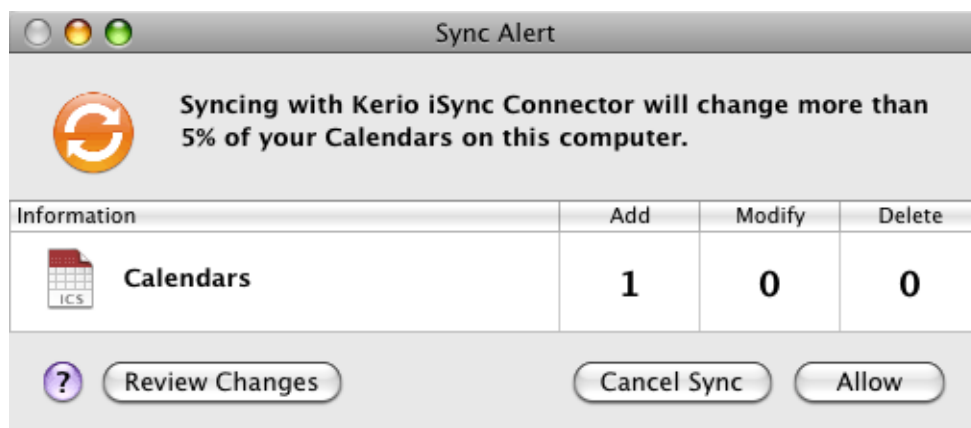 Sync Alert
Syncing with Kerio iSync Connector will change more than
5% of your Calendars on this computer.
Information Add Modify Delete
ICS Calendars 1 0 0
? Review Changes Cancel Sync Allow